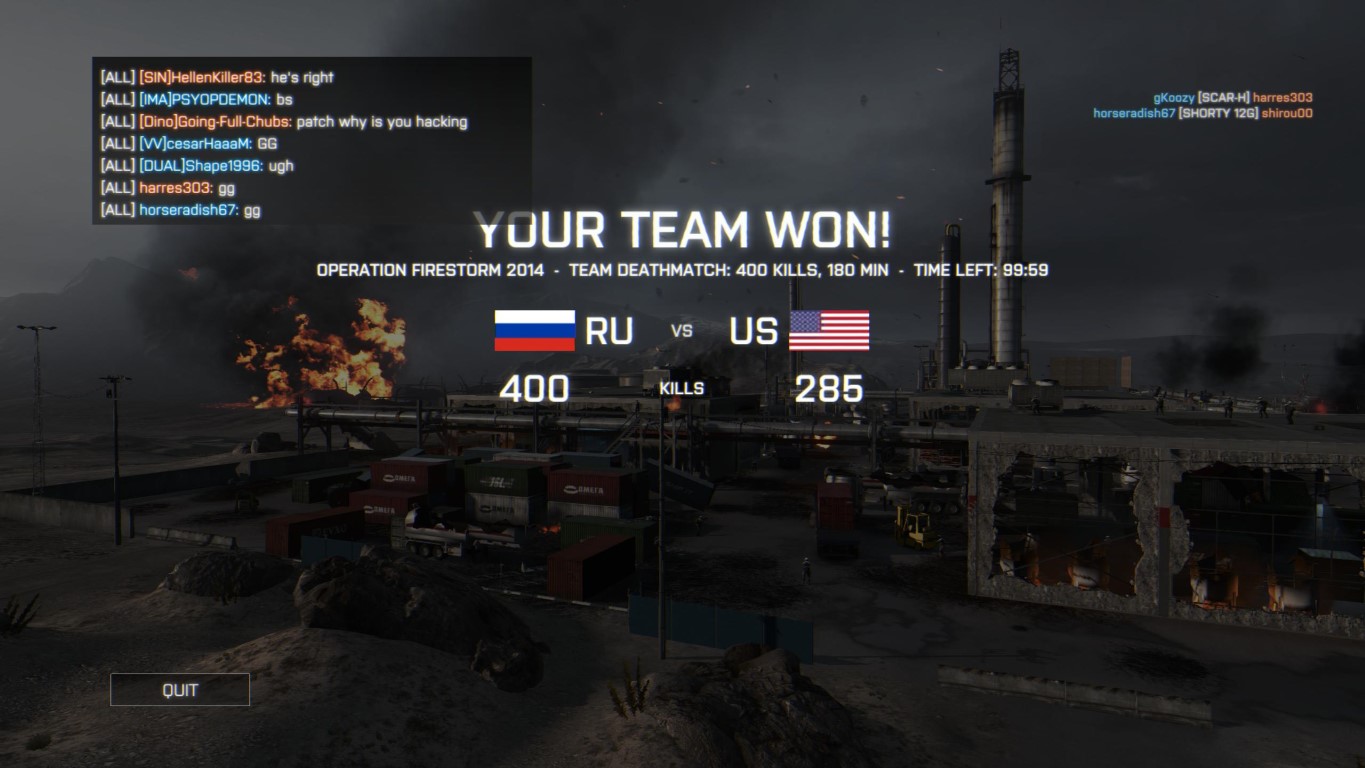 [ALL] [SIN]HellenKiller83: he's right
[ALL] [IMA]PSYOPDEMON: bs
[ALL] [Dino]Going-Full-Chubs: patch why is you hacking
[ALL] [VV]cesarHaaaM: GG
[ALL] [DUAL]Shape1996: ugh
[ALL] harres303: gg
[ALL] horseradish67: gg
gKoozy [SCAR-H] harres303
horseradish67 [SHORTY 12G] shirou00
YOUR TEAM WON!
OPERATION FIRESTORM 2014 - TEAM DEATHMATCH: 400 KILLS, 180 MIN - TIME LEFT: 99:59
RU VS US
400 KILLS 285
QUIT